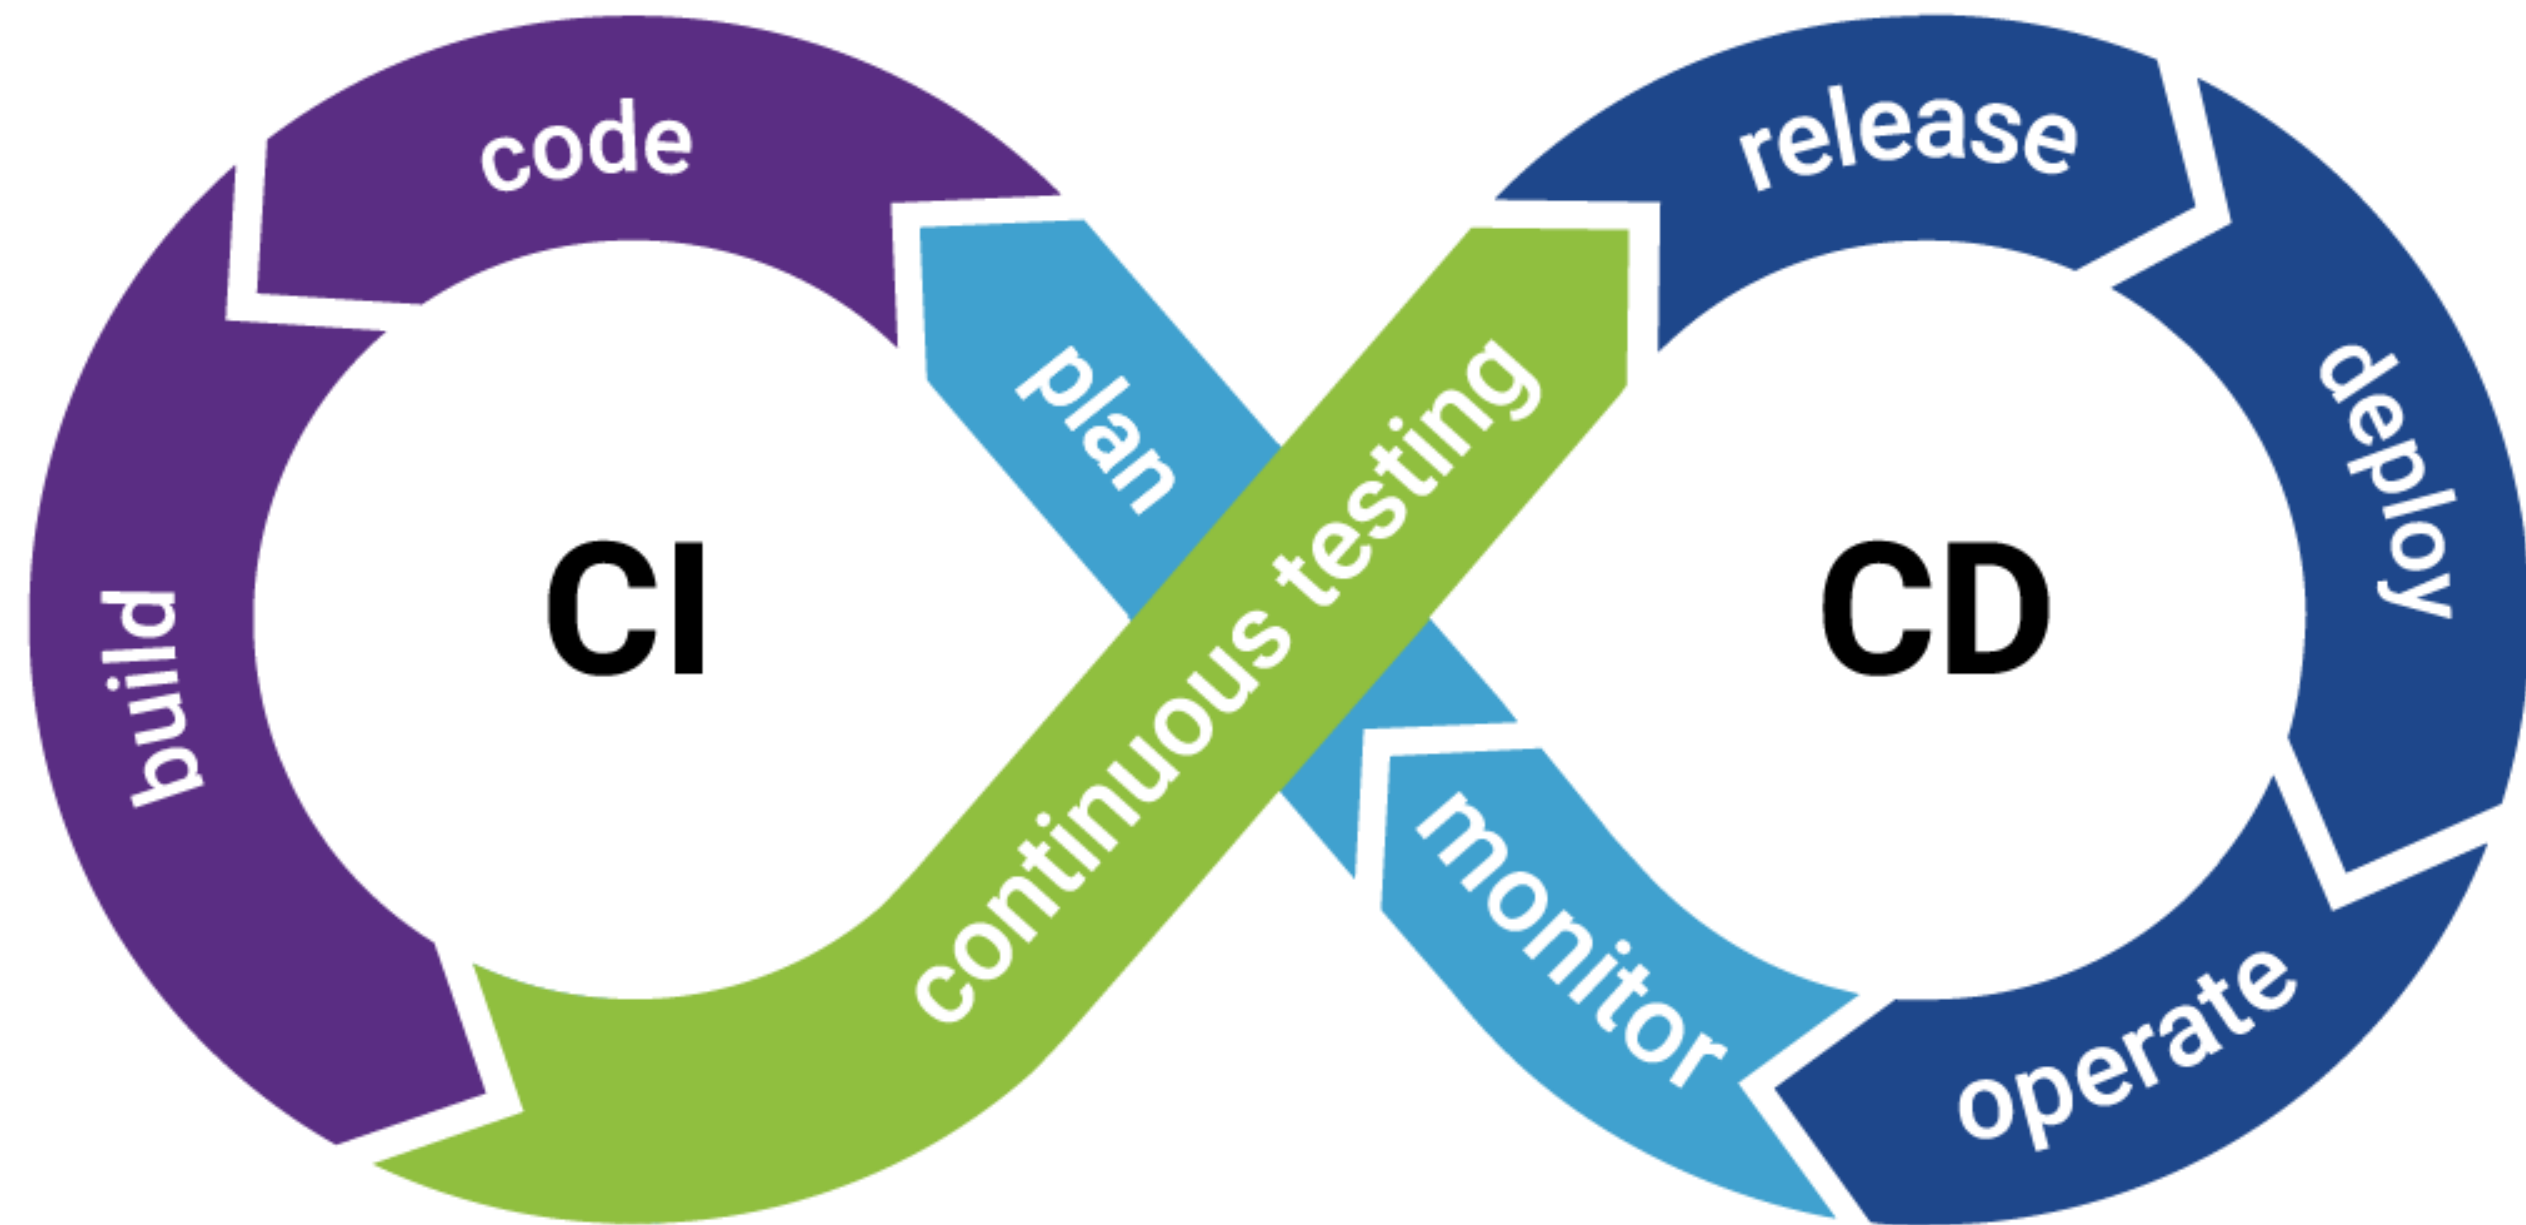 code
release
plan
continuous testing
deploy
build
CI
CD
monitor
operate